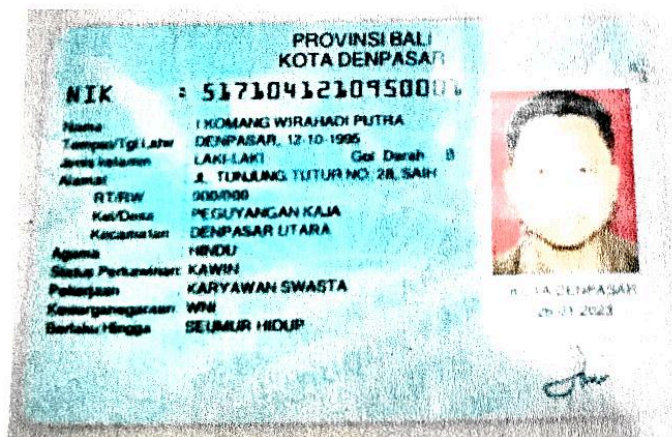 PROVINSI BALI
KOTA DENPASAR
NIK :
Nama : I KOMANG WIRAHADI PUTRA
Tempat/Tgl Lahir : DENPASAR, 12-10-1995
Jenis kelamin : LAKI-LAKI Gol Darah : B
Alamat : JL. TUNJUNG TUTUR NO. 28, SAIH
RT/RW : 000/000
Kel/Desa : PEGUYANGAN KAJA
Kecamatan : DENPASAR UTARA
Agama : HINDU
Status Perkawinan: KAWIN
Pekerjaan : KARYAWAN SWASTA
Kewarganegaraan: WNI
Berlaku Hingga : SEUMUR HIDUP
KOTA DENPASAR
26-01-2023